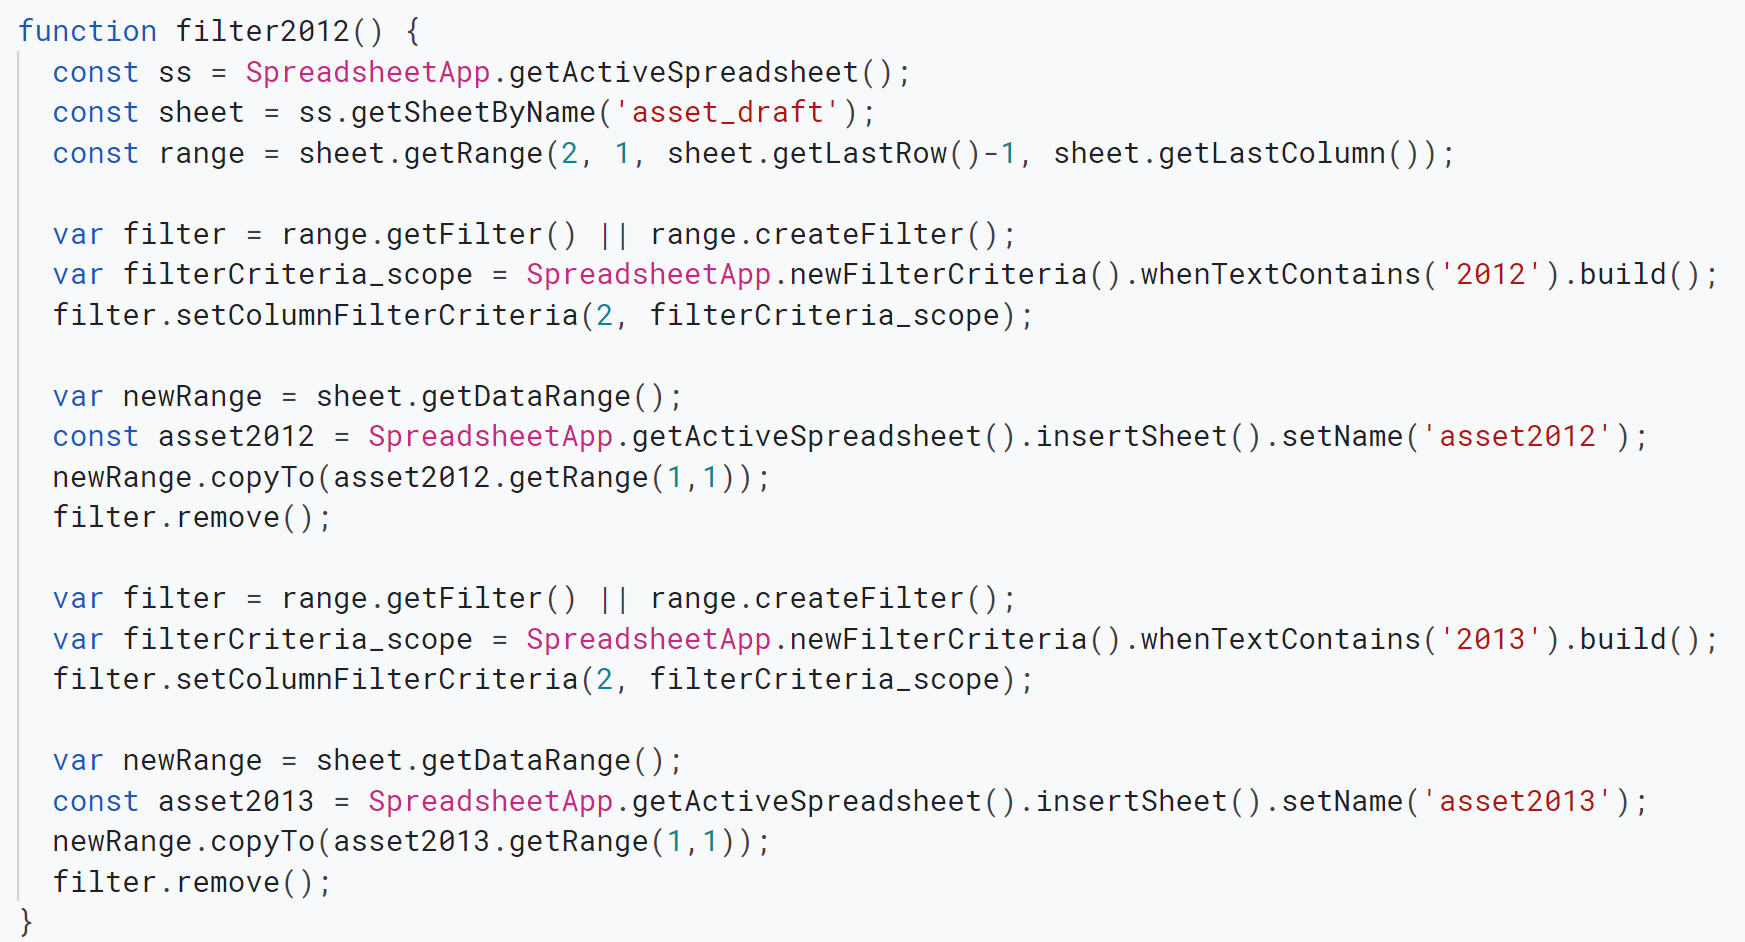 function filter2012() {
  const ss = SpreadsheetApp.getActiveSpreadsheet();
  const sheet = ss.getSheetByName('asset_draft');
  const range = sheet.getRange(2, 1, sheet.getLastRow()-1, sheet.getLastColumn());

  var filter = range.getFilter() || range.createFilter();
  var filterCriteria_scope = SpreadsheetApp.newFilterCriteria().whenTextContains('2012').build();
  filter.setColumnFilterCriteria(2, filterCriteria_scope);

  var newRange = sheet.getDataRange();
  const asset2012 = SpreadsheetApp.getActiveSpreadsheet().insertSheet().setName('asset2012');
  newRange.copyTo(asset2012.getRange(1,1));
  filter.remove();

  var filter = range.getFilter() || range.createFilter();
  var filterCriteria_scope = SpreadsheetApp.newFilterCriteria().whenTextContains('2013').build();
  filter.setColumnFilterCriteria(2, filterCriteria_scope);

  var newRange = sheet.getDataRange();
  const asset2013 = SpreadsheetApp.getActiveSpreadsheet().insertSheet().setName('asset2013');
  newRange.copyTo(asset2013.getRange(1,1));
  filter.remove();
}